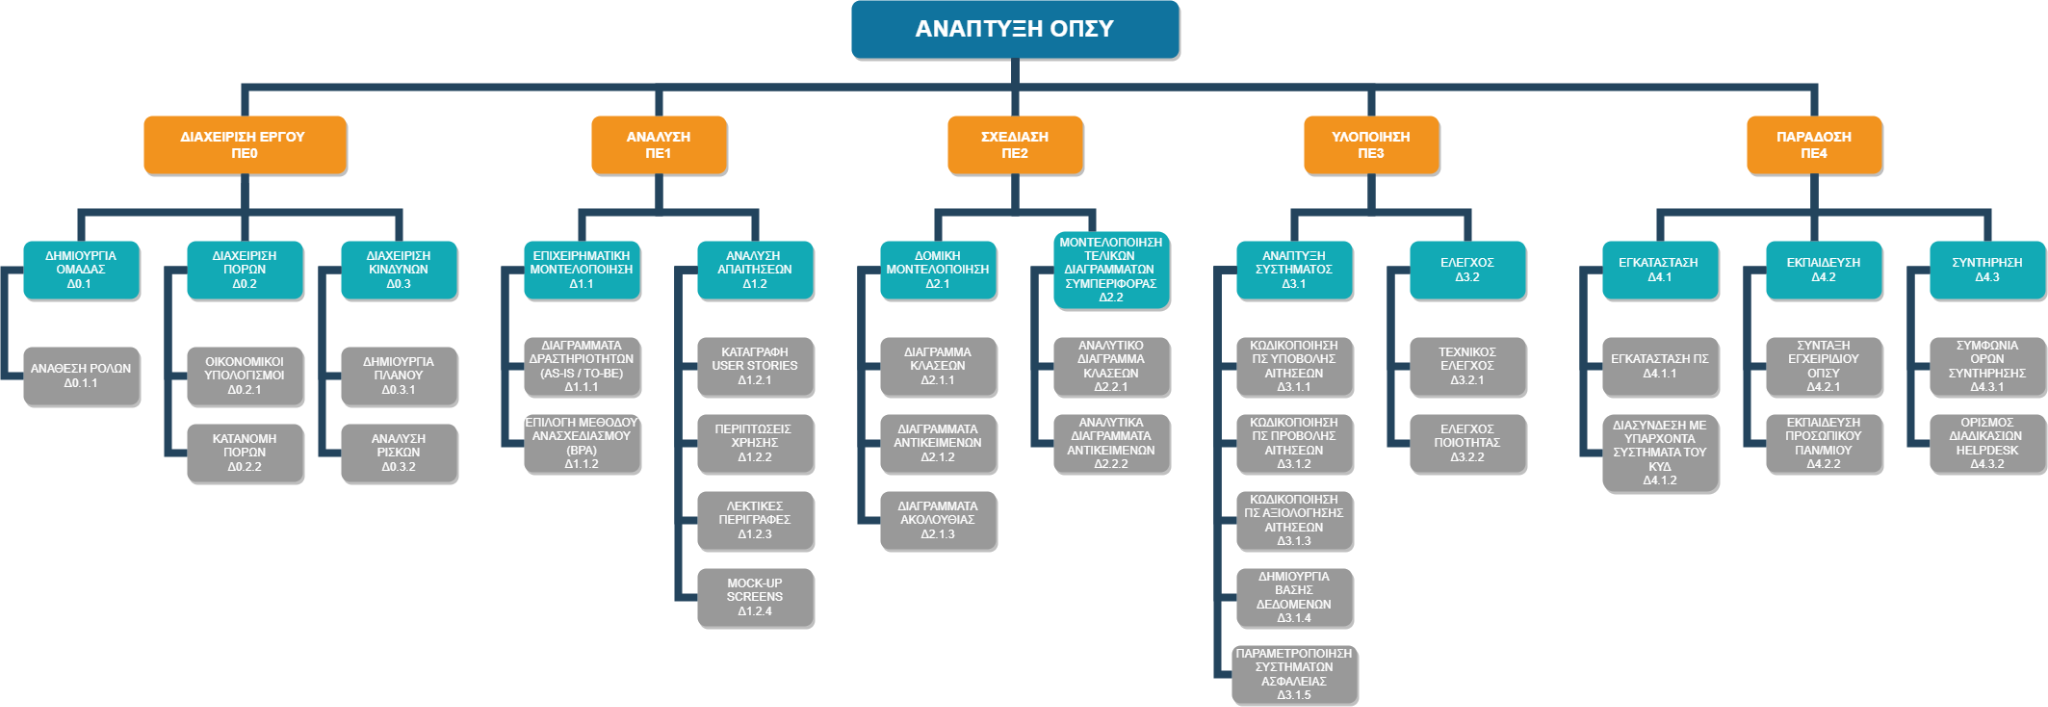 ΑΝΑΠΤΥΞΗ ΟΠΣΥ
ΔΙΑΧΕΙΡΙΣΗ ΕΡΓΟΥ
ΠΕ0
ΑΝΑΛΥΣΗ
ΠΕ1
ΣΧΕΔΙΑΣΗ
ΠΕ2
ΥΛΟΠΟΙΗΣΗ
ΠΕ3
ΠΑΡΑΔΟΣΗ
ΠΕ4
ΔΗΜΙΟΥΡΓΙΑ
ΟΜΑΔΑΣ
Δ0.1
ΔΙΑΧΕΙΡΙΣΗ
ΠΟΡΩΝ
Δ0.2
ΔΙΑΧΕΙΡΙΣΗ
ΚΙΝΔΥΝΩΝ
Δ0.3
ΕΠΙΧΕΙΡΗΜΑΤΙΚΗ
ΜΟΝΤΕΛΟΠΟΙΗΣΗ
Δ1.1
ΑΝΑΛΥΣΗ
ΑΠΑΙΤΗΣΕΩΝ
Δ1.2
ΔΟΜΙΚΗ
ΜΟΝΤΕΛΟΠΟΙΗΣΗ
Δ2.1
ΜΟΝΤΕΛΟΠΟΙΗΣΗ
ΤΕΛΙΚΩΝ
ΔΙΑΓΡΑΜΜΑΤΩΝ
ΣΥΜΠΕΡΙΦΟΡΑΣ
Δ2.2
ΑΝΑΠΤΥΞΗ
ΣΥΣΤΗΜΑΤΟΣ
Δ3.1
ΕΛΕΓΧΟΣ
Δ3.2
ΕΓΚΑΤΑΣΤΑΣΗ
Δ4.1
ΕΚΠΑΙΔΕΥΣΗ
Δ4.2
ΣΥΝΤΗΡΗΣΗ
Δ4.3
ΑΝΑΘΕΣΗ ΡΟΛΩΝ
Δ0.1.1
ΟΙΚΟΝΟΜΙΚΟΙ
ΥΠΟΛΟΓΙΣΜΟΙ
Δ0.2.1
ΚΑΤΑΝΟΜΗ
ΠΟΡΩΝ
Δ0.2.2
ΔΗΜΙΟΥΡΓΙΑ
ΠΛΑΝΟΥ
Δ0.3.1
ΑΝΑΛΥΣΗ
ΡΙΣΚΩΝ
Δ0.3.2
ΔΙΑΓΡΑΜΜΑΤΑ
ΔΡΑΣΤΗΡΙΟΤΗΤΩΝ
(AS-IS / TO-BE)
Δ1.1.1
ΕΠΙΛΟΓΗ ΜΕΘΟΔΟΥ
ΑΝΑΣΧΕΔΙΑΣΜΟΥ
(BPA)
Δ1.1.2
ΚΑΤΑΓΡΑΦΗ
USER STORIES
Δ1.2.1
ΠΕΡΙΠΤΩΣΕΙΣ
ΧΡΗΣΗΣ
Δ1.2.2
ΛΕΚΤΙΚΕΣ
ΠΕΡΙΓΡΑΦΕΣ
Δ1.2.3
MOCK-UP
SCREENS
Δ1.2.4
ΔΙΑΓΡΑΜΜΑ
ΚΛΑΣΕΩΝ
Δ2.1.1
ΔΙΑΓΡΑΜΜΑΤΑ
ΑΝΤΙΚΕΙΜΕΝΩΝ
Δ2.1.2
ΔΙΑΓΡΑΜΜΑΤΑ
ΑΚΟΛΟΥΘΙΑΣ
Δ2.1.3
ΑΝΑΛΥΤΙΚΟ
ΔΙΑΓΡΑΜΜΑ
ΚΛΑΣΕΩΝ
Δ2.2.1
ΑΝΑΛΥΤΙΚΑ
ΔΙΑΓΡΑΜΜΑΤΑ
ΑΝΤΙΚΕΙΜΕΝΩΝ
Δ2.2.2
ΚΩΔΙΚΟΠΟΙΗΣΗ
ΠΣ ΥΠΟΒΟΛΗΣ
ΑΙΤΗΣΕΩΝ
Δ3.1.1
ΚΩΔΙΚΟΠΟΙΗΣΗ
ΠΣ ΠΡΟΒΟΛΗΣ
ΑΙΤΗΣΕΩΝ
Δ3.1.2
ΚΩΔΙΚΟΠΟΙΗΣΗ
ΠΣ ΑΞΙΟΛΟΓΗΣΗΣ
ΑΙΤΗΣΕΩΝ
Δ3.1.3
ΔΗΜΙΟΥΡΓΙΑ
ΒΑΣΗΣ
ΔΕΔΟΜΕΝΩΝ
Δ3.1.4
ΠΑΡΑΜΕΤΡΟΠΟΙΗΣΗ
ΣΥΣΤΗΜΑΤΩΝ
ΑΣΦΑΛΕΙΑΣ
Δ3.1.5
ΤΕΧΝΙΚΟΣ
ΕΛΕΓΧΟΣ
Δ3.2.1
ΕΛΕΓΧΟΣ
ΠΟΙΟΤΗΤΑΣ
Δ3.2.2
ΕΓΚΑΤΑΣΤΑΣΗ ΠΣ
Δ4.1.1
ΔΙΑΣΥΝΔΕΣΗ ΜΕ
ΥΠΑΡΧΟΝΤΑ
ΣΥΣΤΗΜΑΤΑ ΤΟΥ
ΚΥΔ
Δ4.1.2
ΣΥΝΤΑΞΗ
ΕΓΧΕΙΡΙΔΙΟΥ
ΟΠΣΥ
Δ4.2.1
ΕΚΠΑΙΔΕΥΣΗ
ΠΡΟΣΩΠΙΚΟΥ
ΠΑΝ/ΜΙΟΥ
Δ4.2.2
ΣΥΜΦΩΝΙΑ
ΟΡΩΝ
ΣΥΝΤΗΡΗΣΗΣ
Δ4.3.1
ΟΡΙΣΜΟΣ
ΔΙΑΔΙΚΑΣΙΩΝ
HELPDESK
Δ4.3.2